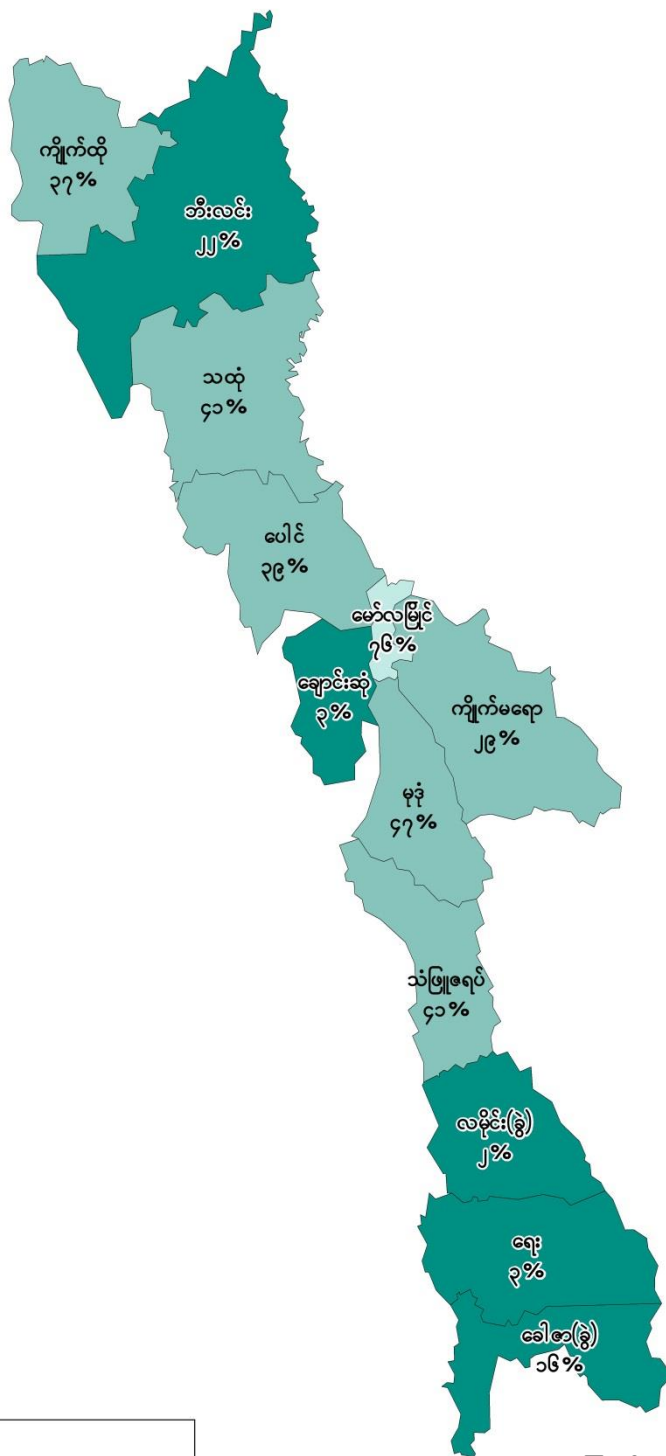 ကျိုက်ထို
၃၇%
ဘီးလင်း
၂၂%
သထုံ
၄၁%
ပေါင်
၃၉%
မော်လမြိုင်
၇၆%
ချောင်းဆုံ
၃%
ကျိုက်မရော
၂၉%
မုဒုံ
၄၇%
သံဖြူဇရပ်
၄၁%
လမိုင်း(ခွဲ)
၂%
ရေး
၃%
ခေါဇာ(ခွဲ)
၁၆%